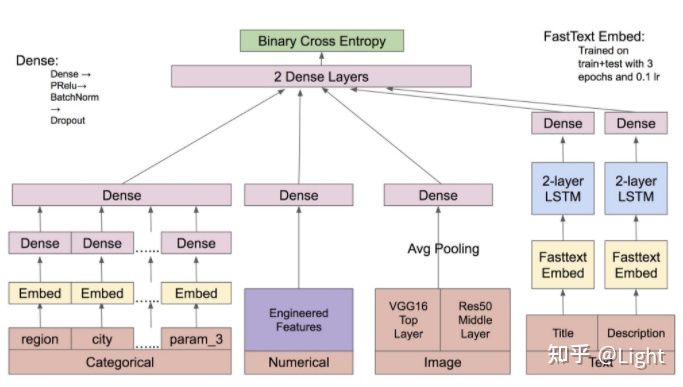 Binary Cross Entropy
Dense:
Dense →
PRelu→
BatchNorm
→
Dropout
FastText Embed:
Trained on
train+test with 3
epochs and 0.1 lr
2 Dense Layers
Dense
Dense
2-layer
LSTM
2-layer
LSTM
Dense
Dense
Dense
Dense
Dense
......
Dense
Avg Pooling
Fasttext
Embed
Fasttext
Embed
Embed
Embed
......
Embed
Engineered
Features
VGG16
Top
Layer
Res50
Middle
Layer
Title
Description
region
city
......
param_3
Categorical
Numerical
Image
Text
知乎 @Light